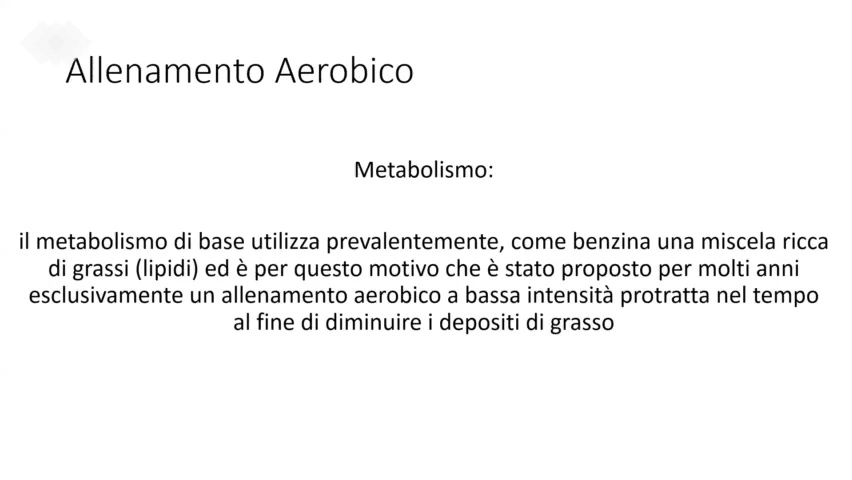 Allenamento Aerobico
Metabolismo:
il metabolismo di base utilizza prevalentemente, come benzina una miscela ricca
di grassi (lipidi) ed è per questo motivo che è stato proposto per molti anni
esclusivamente un allenamento aerobico a bassa intensità protratta nel tempo
al fine di diminuire i depositi di grasso